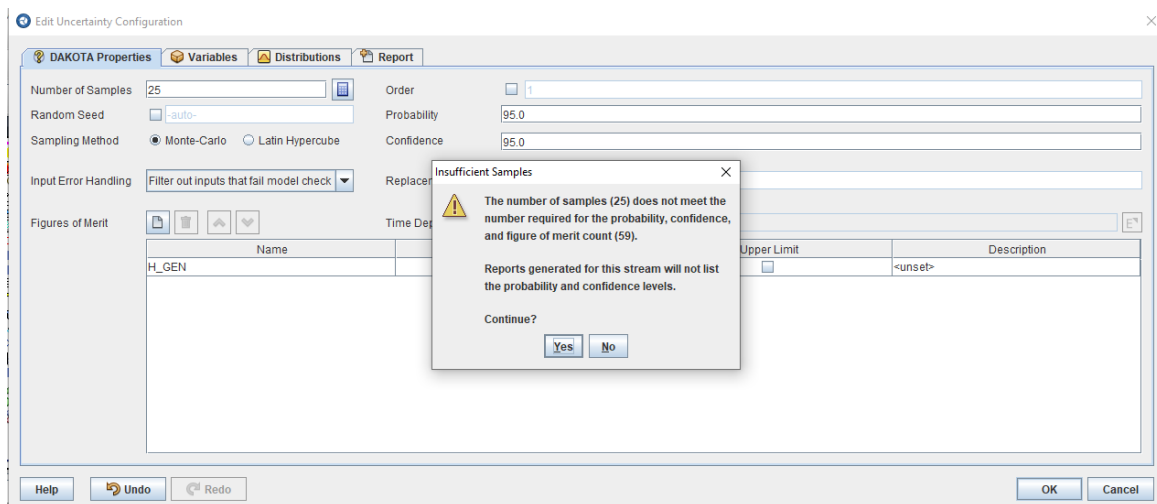 Edit Uncertainty Configuration
DAKOTA Properties Variables Distributions Report
Number of Samples 25 Order 1
Random Seed -auto- Probability 95.0
Sampling Method Monte-Carlo Latin Hypercube Confidence 95.0
Insufficient Samples
Input Error Handling Filter out inputs that fail model check Replacer
The number of samples (25) does not meet the
number required for the probability, confidence,
and figure of merit count (59).
Figures of Merit Time Dep
Name Upper Limit Description
H_GEN <unset>
Reports generated for this stream will not list
the probability and confidence levels.
Continue?
Yes No
Help Undo Redo OK Cancel